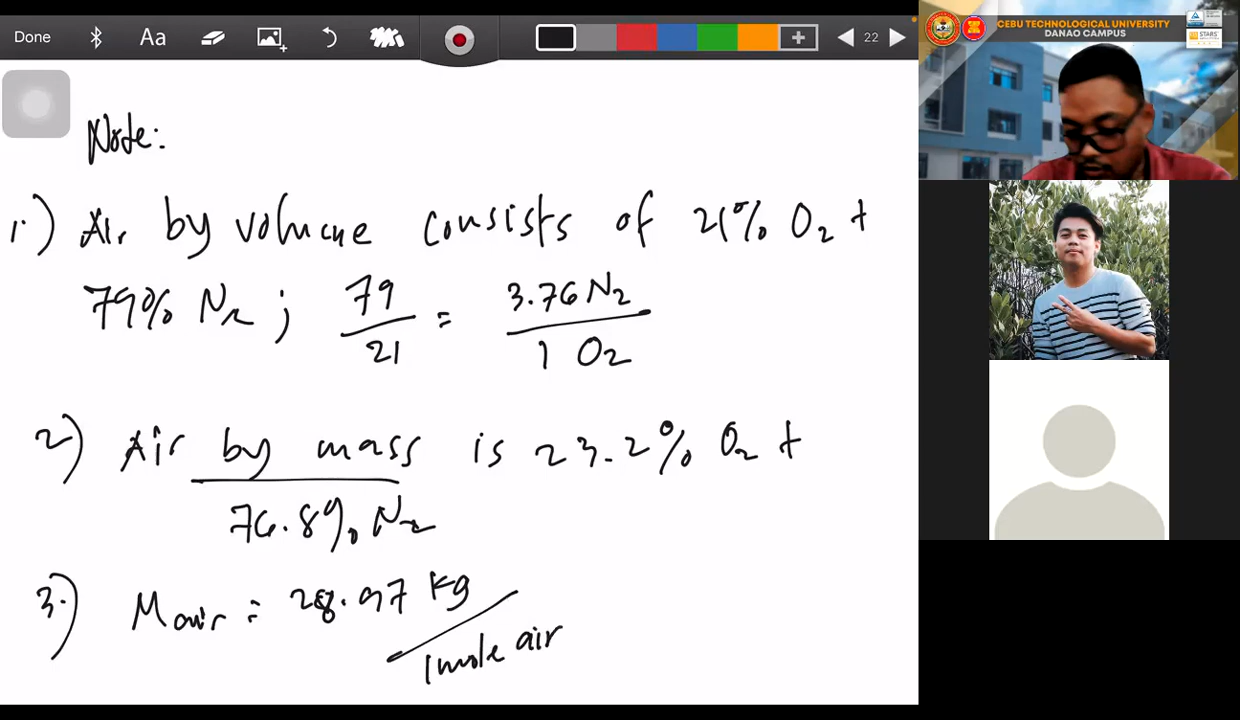 Done
Aa
22
CEBU TECHNOLOGICAL UNIVERSITY
DANAO CAMPUS
STARS
Note:
1.) Air by volume consists of 21% O2 +
79% N2 ; 79/21 = 3.76 N2 / 1 O2
2) Air by mass is 23.2% O2 +
76.8% N2
3.) Mair = 28.97 kg / 1mole air